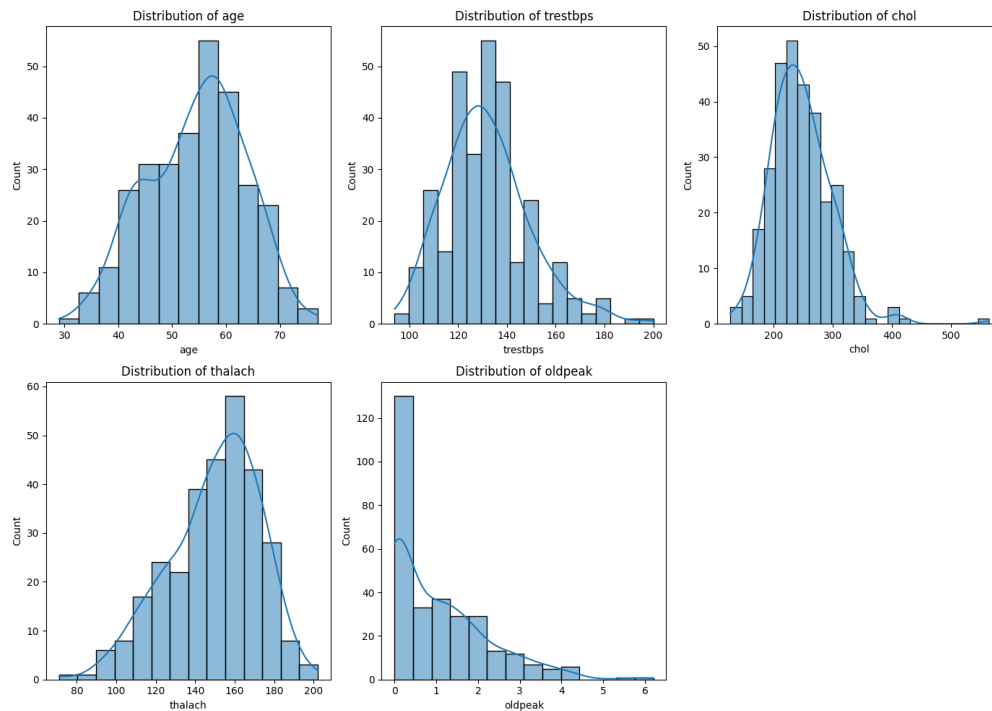 Distribution of age
50
40
30
20
10
0
Count
30 40 50 60 70
age
Distribution of trestbps
50
40
30
20
10
0
Count
100 120 140 160 180 200
trestbps
Distribution of chol
50
40
30
20
10
0
Count
200 300 400 500
chol
Distribution of thalach
60
50
40
30
20
10
0
Count
80 100 120 140 160 180 200
thalach
Distribution of oldpeak
120
100
80
60
40
20
0
Count
0 1 2 3 4 5 6
oldpeak